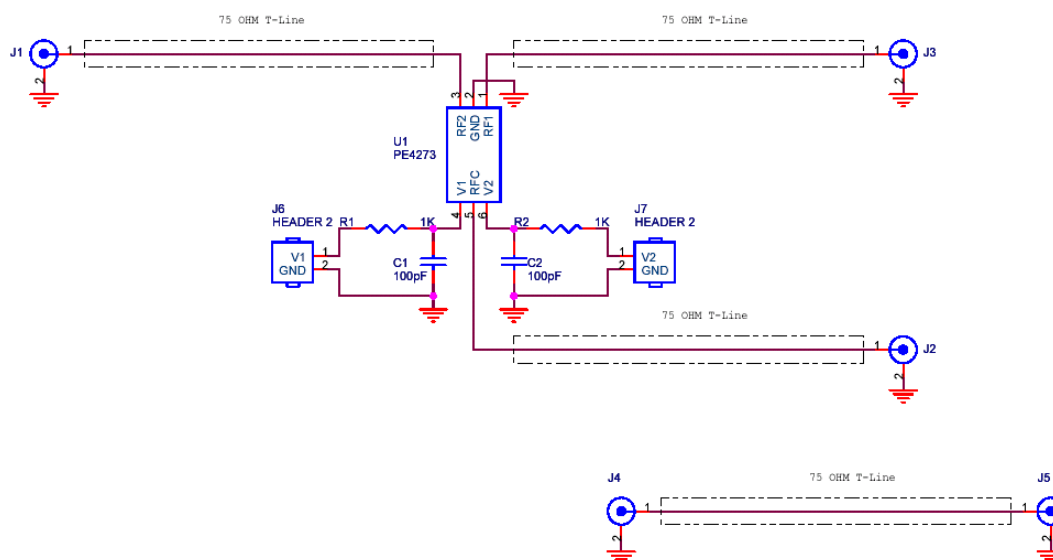 75 OHM T-Line
75 OHM T-Line
J1
1
1
J3
2
2
3
2
1
RF2
GND
RF1
U1
PE4273
V1
RFC
V2
4
5
6
J6
HEADER 2
R1
1K
R2
1K
J7
HEADER 2
V1
1
GND
2
C1
100pF
C2
100pF
1
V2
2
GND
75 OHM T-Line
1
J2
2
J4
75 OHM T-Line
J5
1
1
2
2